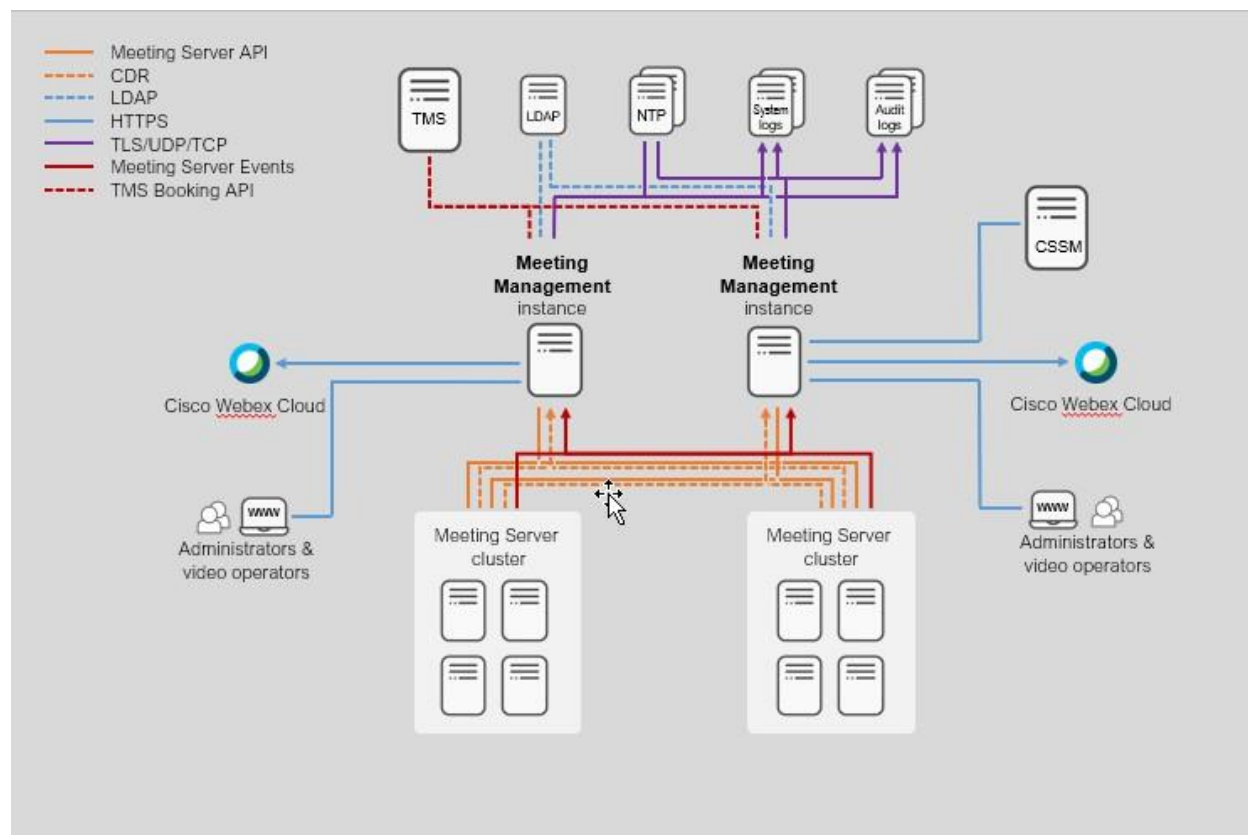 Meeting Server API
CDR
LDAP
HTTPS
TLS/UDP/TCP
Meeting Server Events
TMS Booking API
TMS
LDAP
NTP
System
logs
Audit
logs
CSSM
Meeting
Management
instance
Meeting
Management
instance
Cisco Webex Cloud
Cisco Webex Cloud
www
Administrators &
video operators
www
Administrators &
video operators
Meeting Server
cluster
Meeting Server
cluster